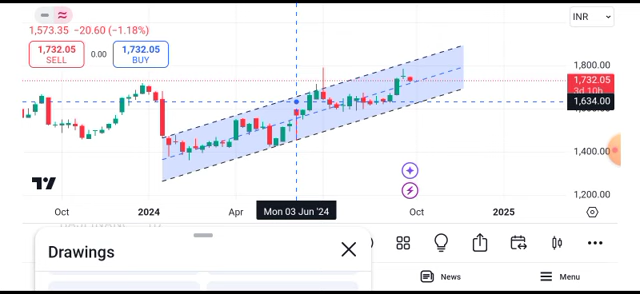 INR
1,573.35 −20.60 (−1.18%)
1,732.05
SELL
0.00
1,732.05
BUY
1,800.00
1,732.05
3d 10h
1,634.00
1,400.00
1,200.00
Oct
2024
Apr
Mon 03 Jun '24
Oct
2025
Drawings
News
Menu